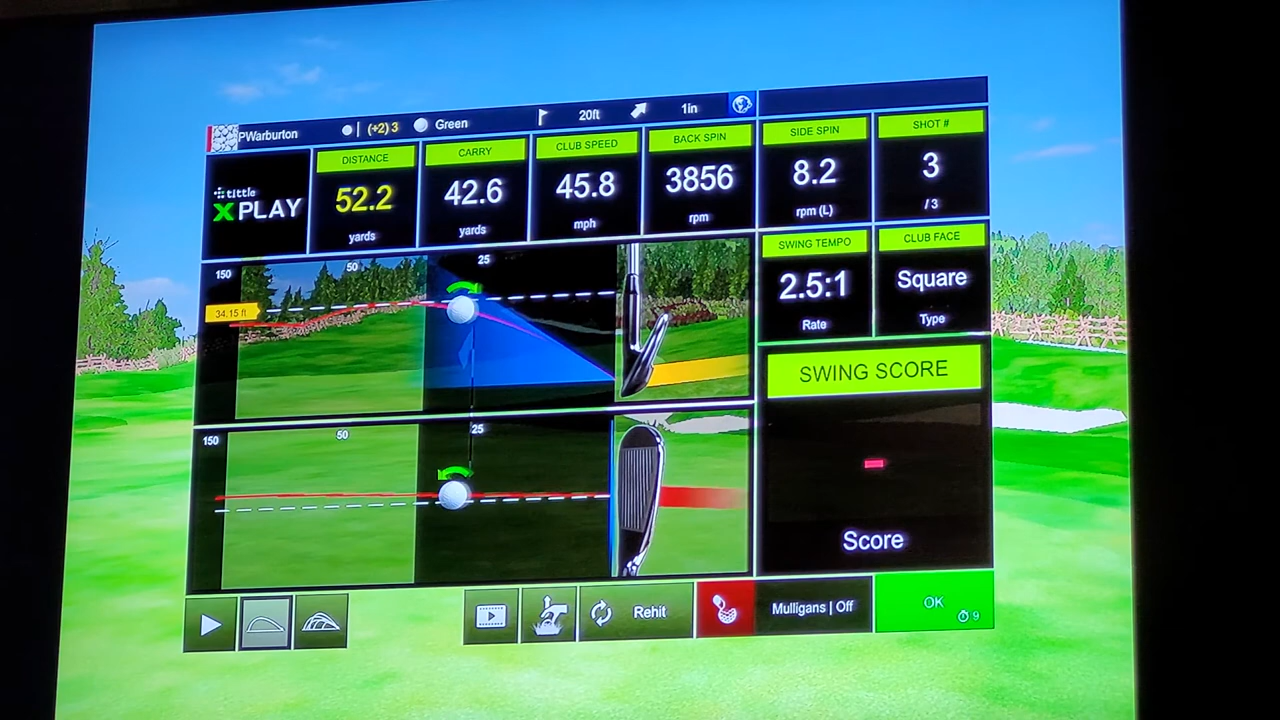 PWarburton (+2) 3 Green 20ft 1in
tittle
X PLAY
DISTANCE
52.2
yards
CARRY
42.6
yards
CLUB SPEED
45.8
mph
BACK SPIN
3856
rpm
SIDE SPIN
8.2
rpm (L)
SHOT #
3
/ 3
SWING TEMPO
2.5:1
Rate
CLUB FACE
Square
Type
150 50 25
34.15 ft
150 50 25
SWING SCORE
-
Score
Rehit
Mulligans | Off
OK
9